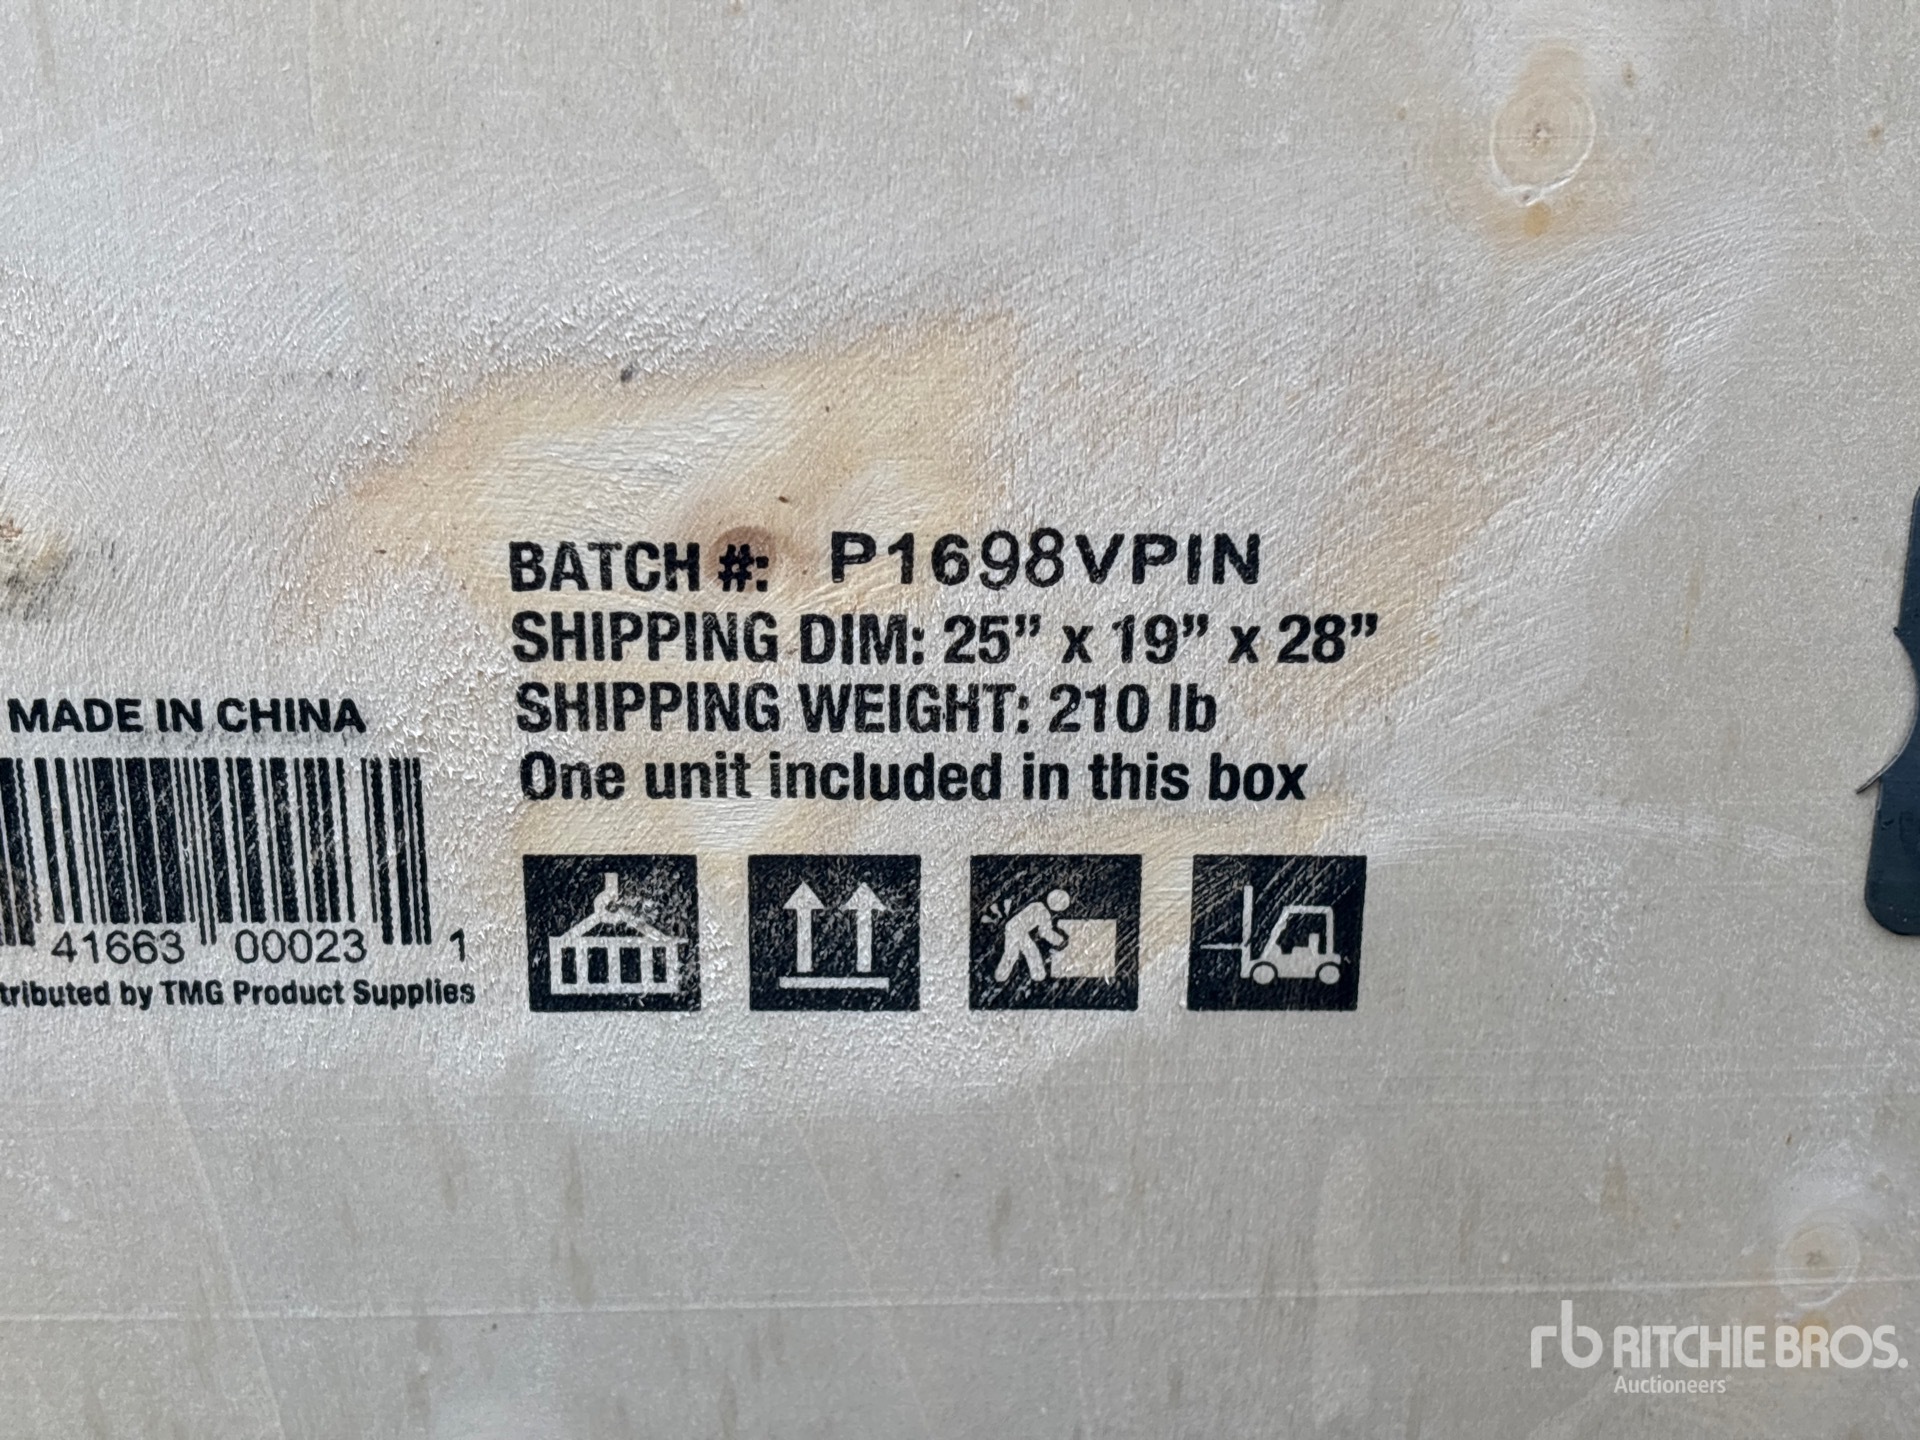 BATCH #: P1698VPIN
SHIPPING DIM: 25” x 19” x 28”
SHIPPING WEIGHT: 210 lb
One unit included in this box
MADE IN CHINA
41663 00023 1
tributed by TMG Product Supplies
rb RITCHIE BROS.
Auctioneers